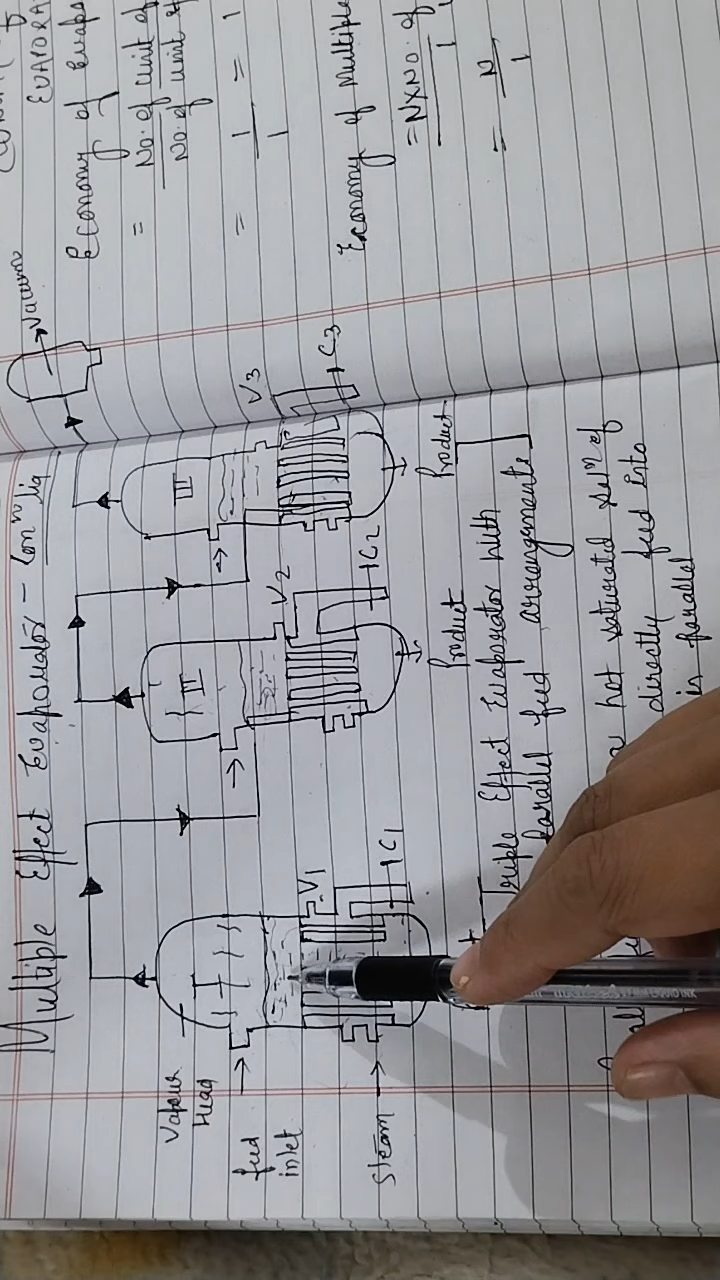 Multiple Effect Evaporator - Conⁿ liq
Vacuum
Vapour
Head
III
II
I
feed
inlet
Steam
V1
V2
V3
C1
C2
C3
Product
Product
Triple Effect Evaporator with
Parallel feed arrangements
hot saturated solⁿ of
directly feed into
is parallel
EVAPORA
Economy of Evapo
= No. of unit of
No. of unit of
= 1 = 1
1
Economy of Multiple
= N×No. of
1
= N
1